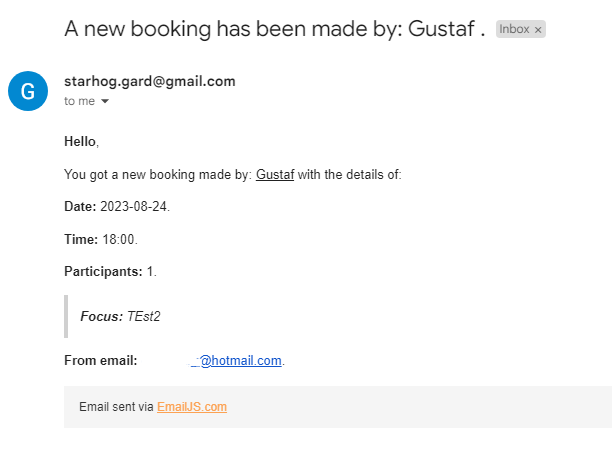 A new booking has been made by: Gustaf . Inbox ×
G
starhog.gard@gmail.com
to me
Hello,
You got a new booking made by: Gustaf with the details of:
Date: 2023-08-24.
Time: 18:00.
Participants: 1.
Focus: TEst2
From email: @hotmail.com.
Email sent via EmailJS.com